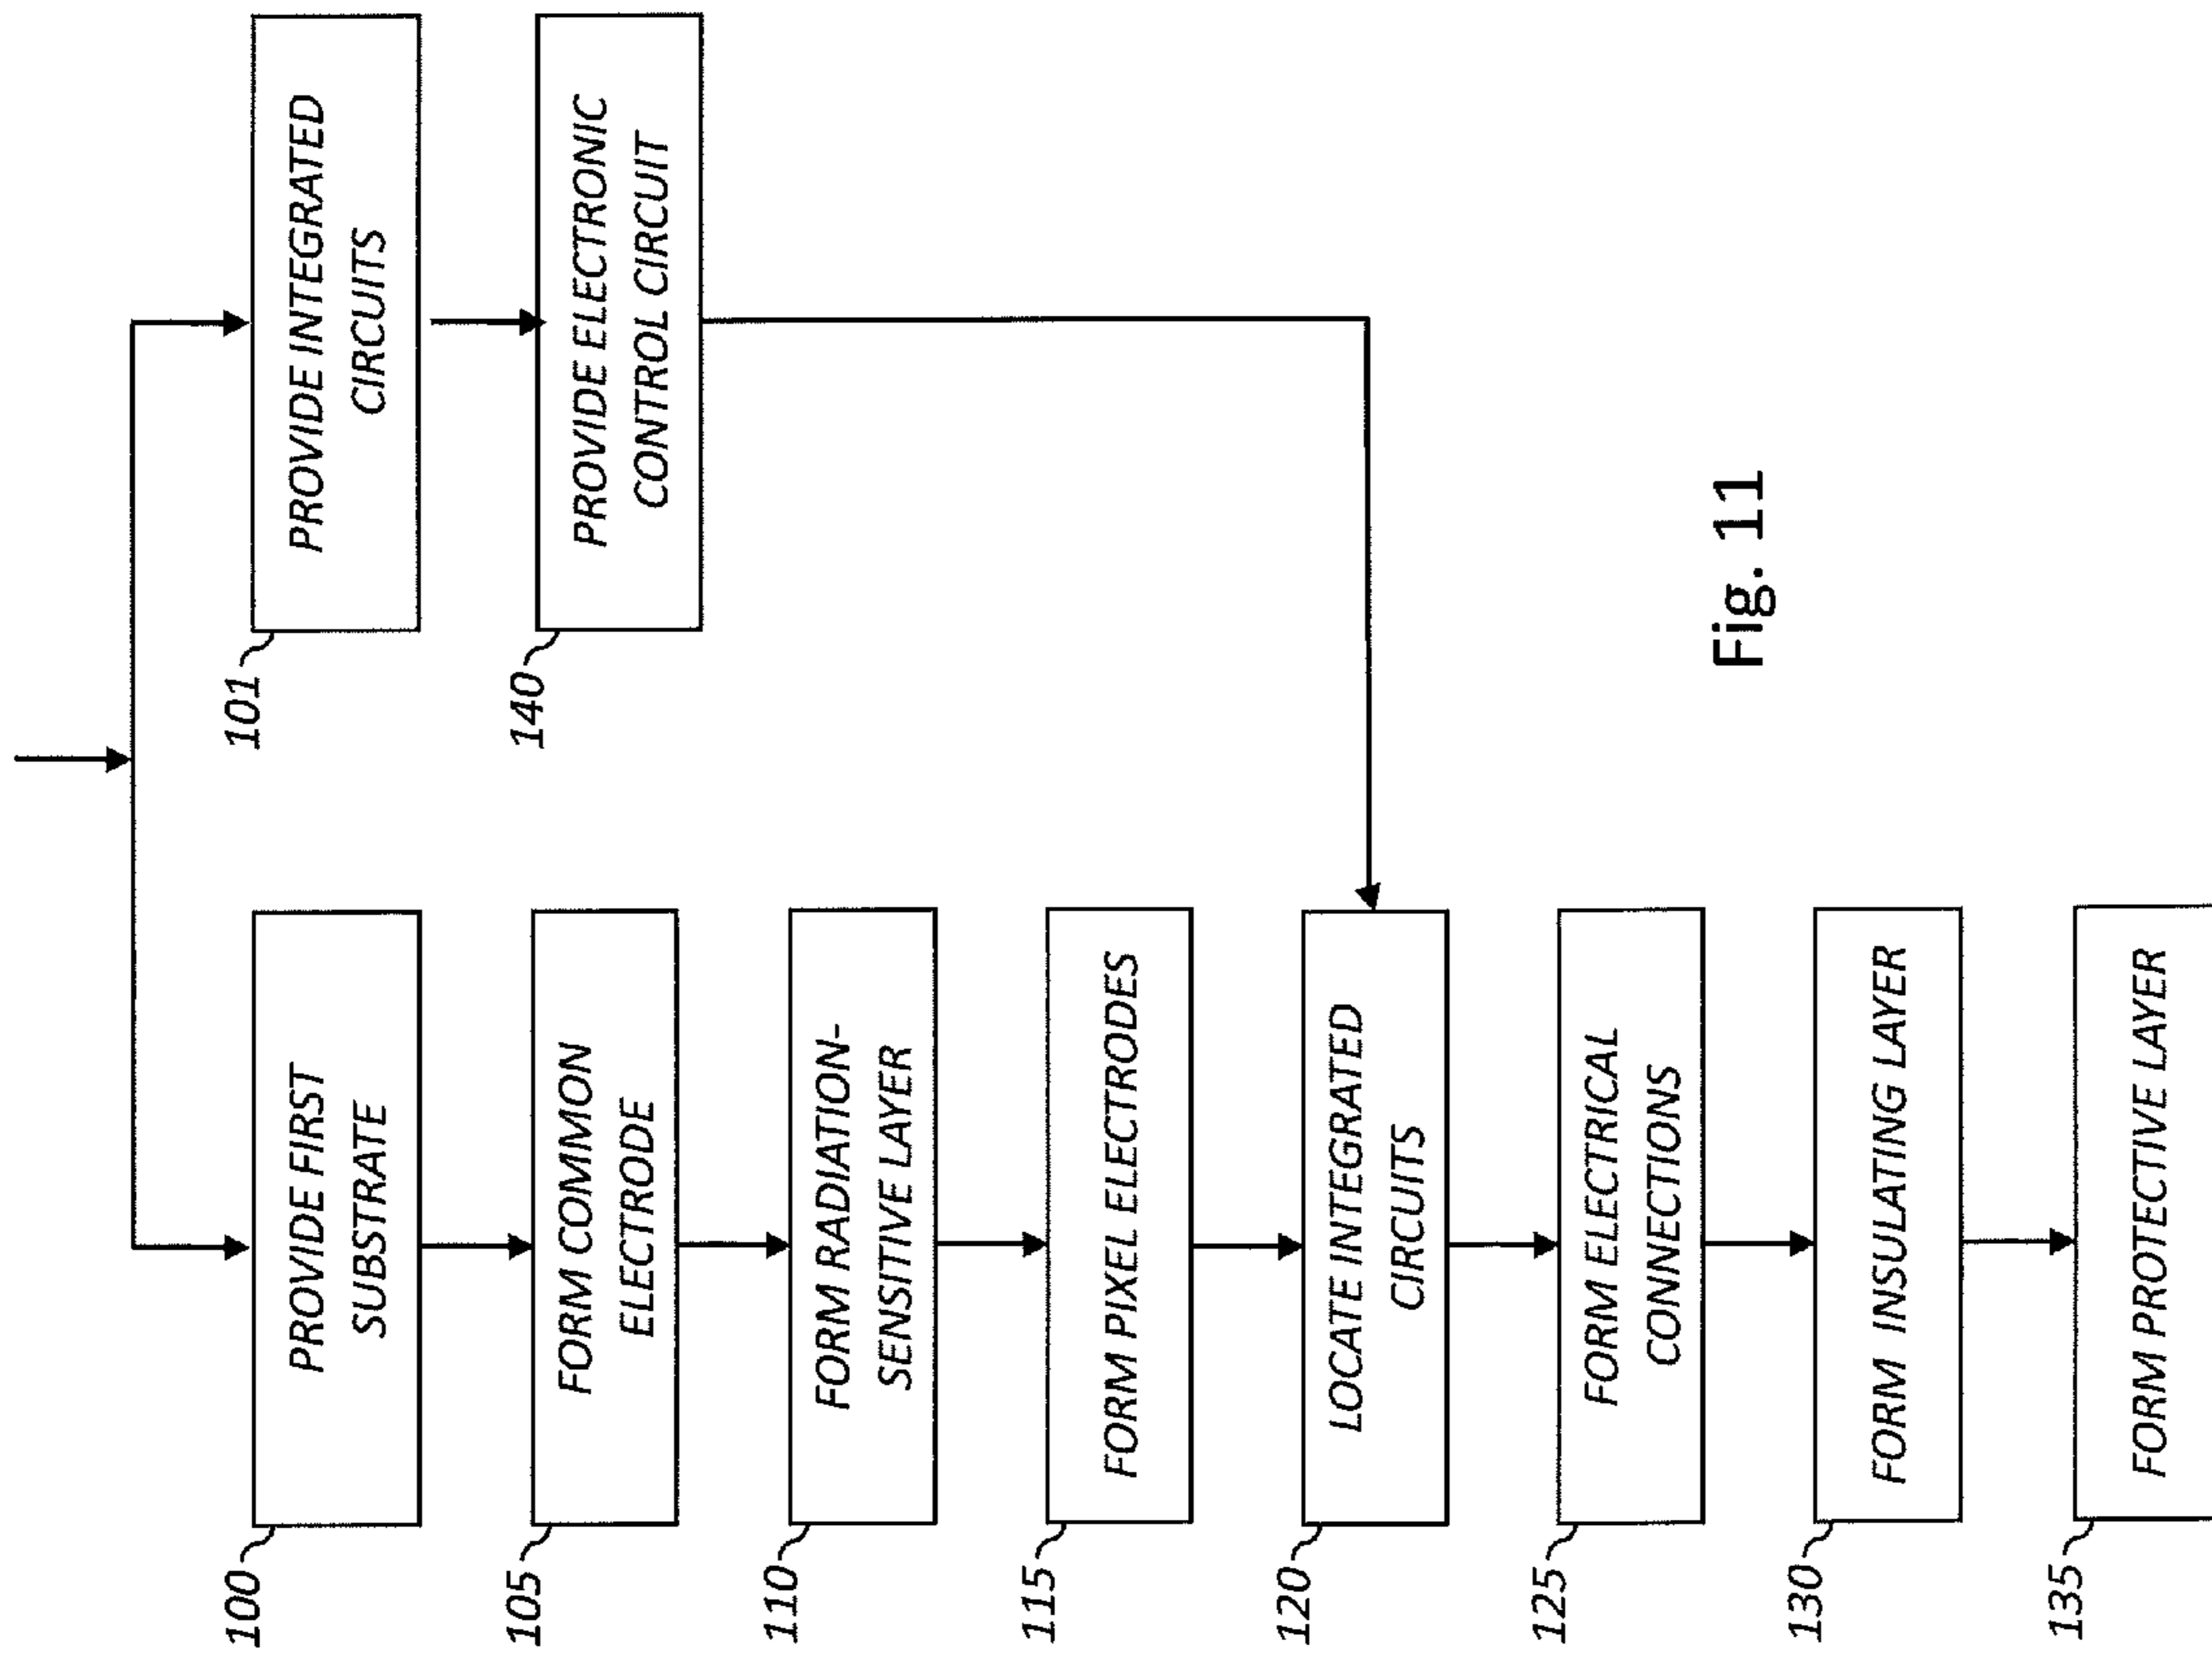 100
PROVIDE FIRST
SUBSTRATE
101
PROVIDE INTEGRATED
CIRCUITS
105
FORM COMMON
ELECTRODE
140
PROVIDE ELECTRONIC
CONTROL CIRCUIT
110
FORM RADIATION-
SENSITIVE LAYER
115
FORM PIXEL ELECTRODES
120
LOCATE INTEGRATED
CIRCUITS
125
FORM ELECTRICAL
CONNECTIONS
130
FORM INSULATING LAYER
135
FORM PROTECTIVE LAYER
Fig. 11